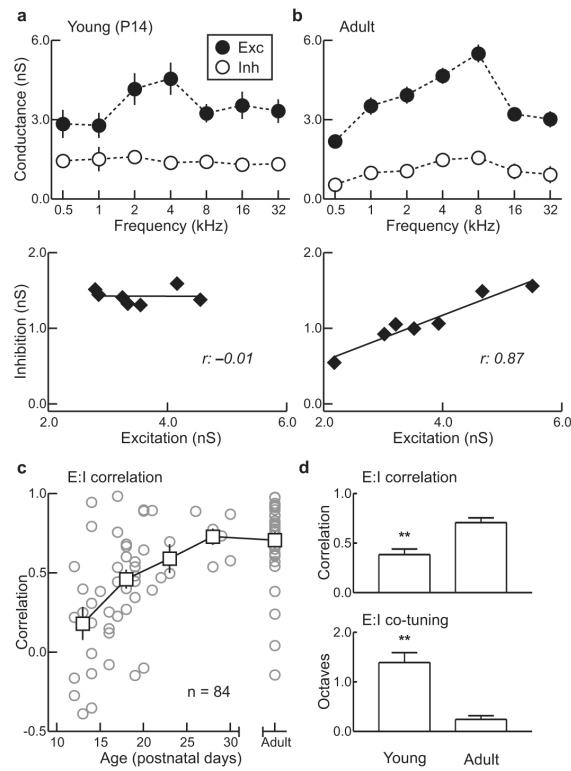 a
Young (P14)
Exc
Inh
6.0
3.0
0.0
Conductance (nS)
0.5 1 2 4 8 16 32
Frequency (kHz)
b
Adult
6.0
3.0
0.0
0.5 1 2 4 8 16 32
Frequency (kHz)
2.0
1.0
0.0
Inhibition (nS)
r: –0.01
2.0 4.0 6.0
Excitation (nS)
2.0
1.0
0.0
r: 0.87
2.0 4.0 6.0
Excitation (nS)
c
E:I correlation
1.0
0.5
0.0
-0.5
Correlation
n = 84
10 15 20 25 30 Adult
Age (postnatal days)
d
E:I correlation
1.0
0.5
0.0
Correlation
**
E:I co-tuning
2.0
1.0
0.0
Octaves
**
Young Adult